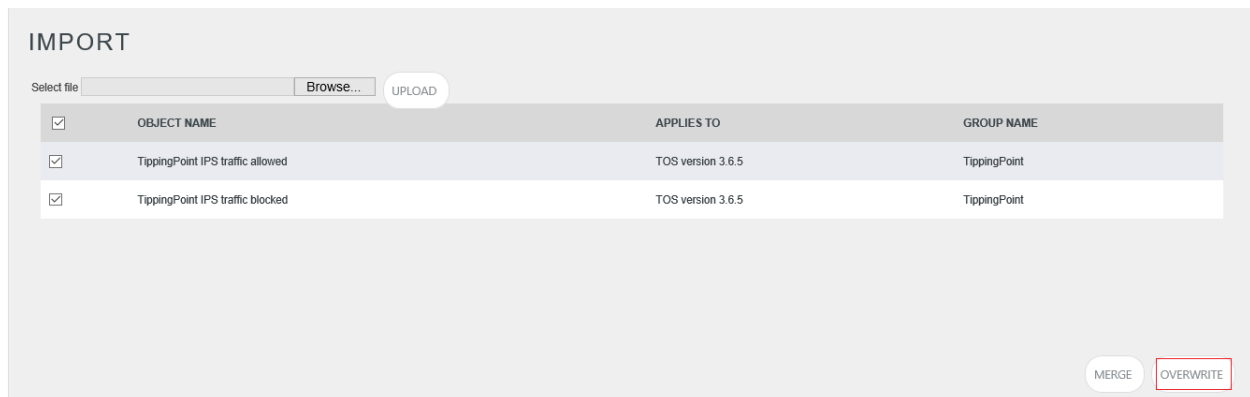 IMPORT
Select file Browse... UPLOAD
OBJECT NAME APPLIES TO GROUP NAME
TippingPoint IPS traffic allowed TOS version 3.6.5 TippingPoint
TippingPoint IPS traffic blocked TOS version 3.6.5 TippingPoint
MERGE OVERWRITE